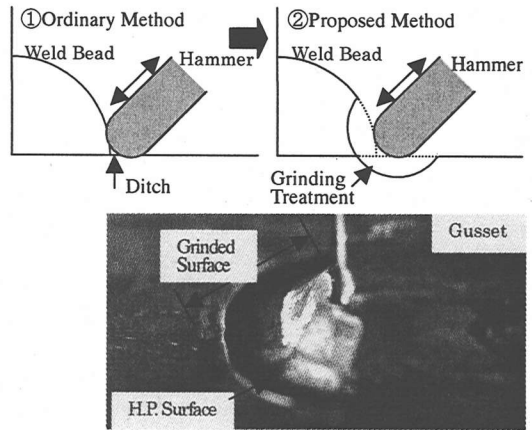 ①Ordinary Method
Weld Bead
Hammer
Ditch
②Proposed Method
Weld Bead
Hammer
Grinding
Treatment
Grinded
Surface
Gusset
H.P. Surface